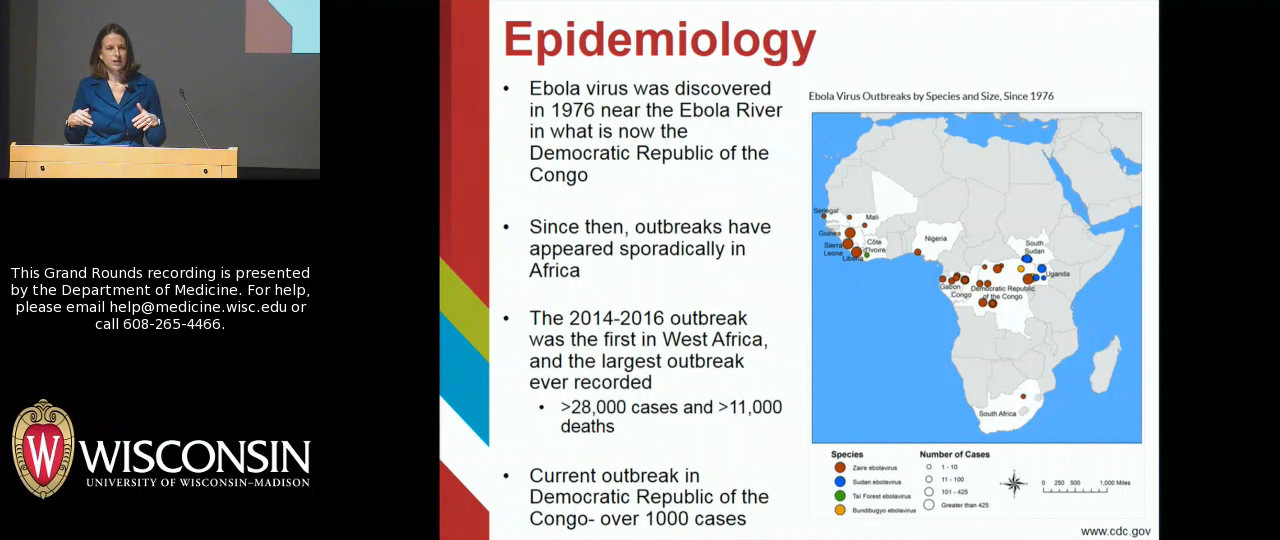 This Grand Rounds recording is presented
by the Department of Medicine. For help,
please email help@medicine.wisc.edu or
call 608-265-4466.
W
WISCONSIN
UNIVERSITY OF WISCONSIN–MADISON
Epidemiology
• Ebola virus was discovered
in 1976 near the Ebola River
in what is now the
Democratic Republic of the
Congo
• Since then, outbreaks have
appeared sporadically in
Africa
• The 2014-2016 outbreak
was the first in West Africa,
and the largest outbreak
ever recorded
• >28,000 cases and >11,000
deaths
• Current outbreak in
Democratic Republic of the
Congo- over 1000 cases
Ebola Virus Outbreaks by Species and Size, Since 1976
Senegal
Mali
Guinea
Sierra
Leone
Côte
d'Ivoire
Liberia
Nigeria
South
Sudan
Uganda
Gabon
Congo
Democratic Republic
of the Congo
South Africa
Species
Zaire ebolavirus
Sudan ebolavirus
Taï Forest ebolavirus
Bundibugyo ebolavirus
Number of Cases
1 - 10
11 - 100
101 - 425
Greater than 425
0 250 500 1,000 Miles
www.cdc.gov